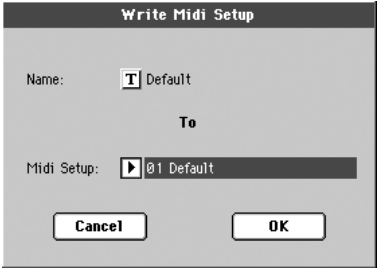 Write Midi Setup
Name: T Default
To
Midi Setup: 01 Default
Cancel OK